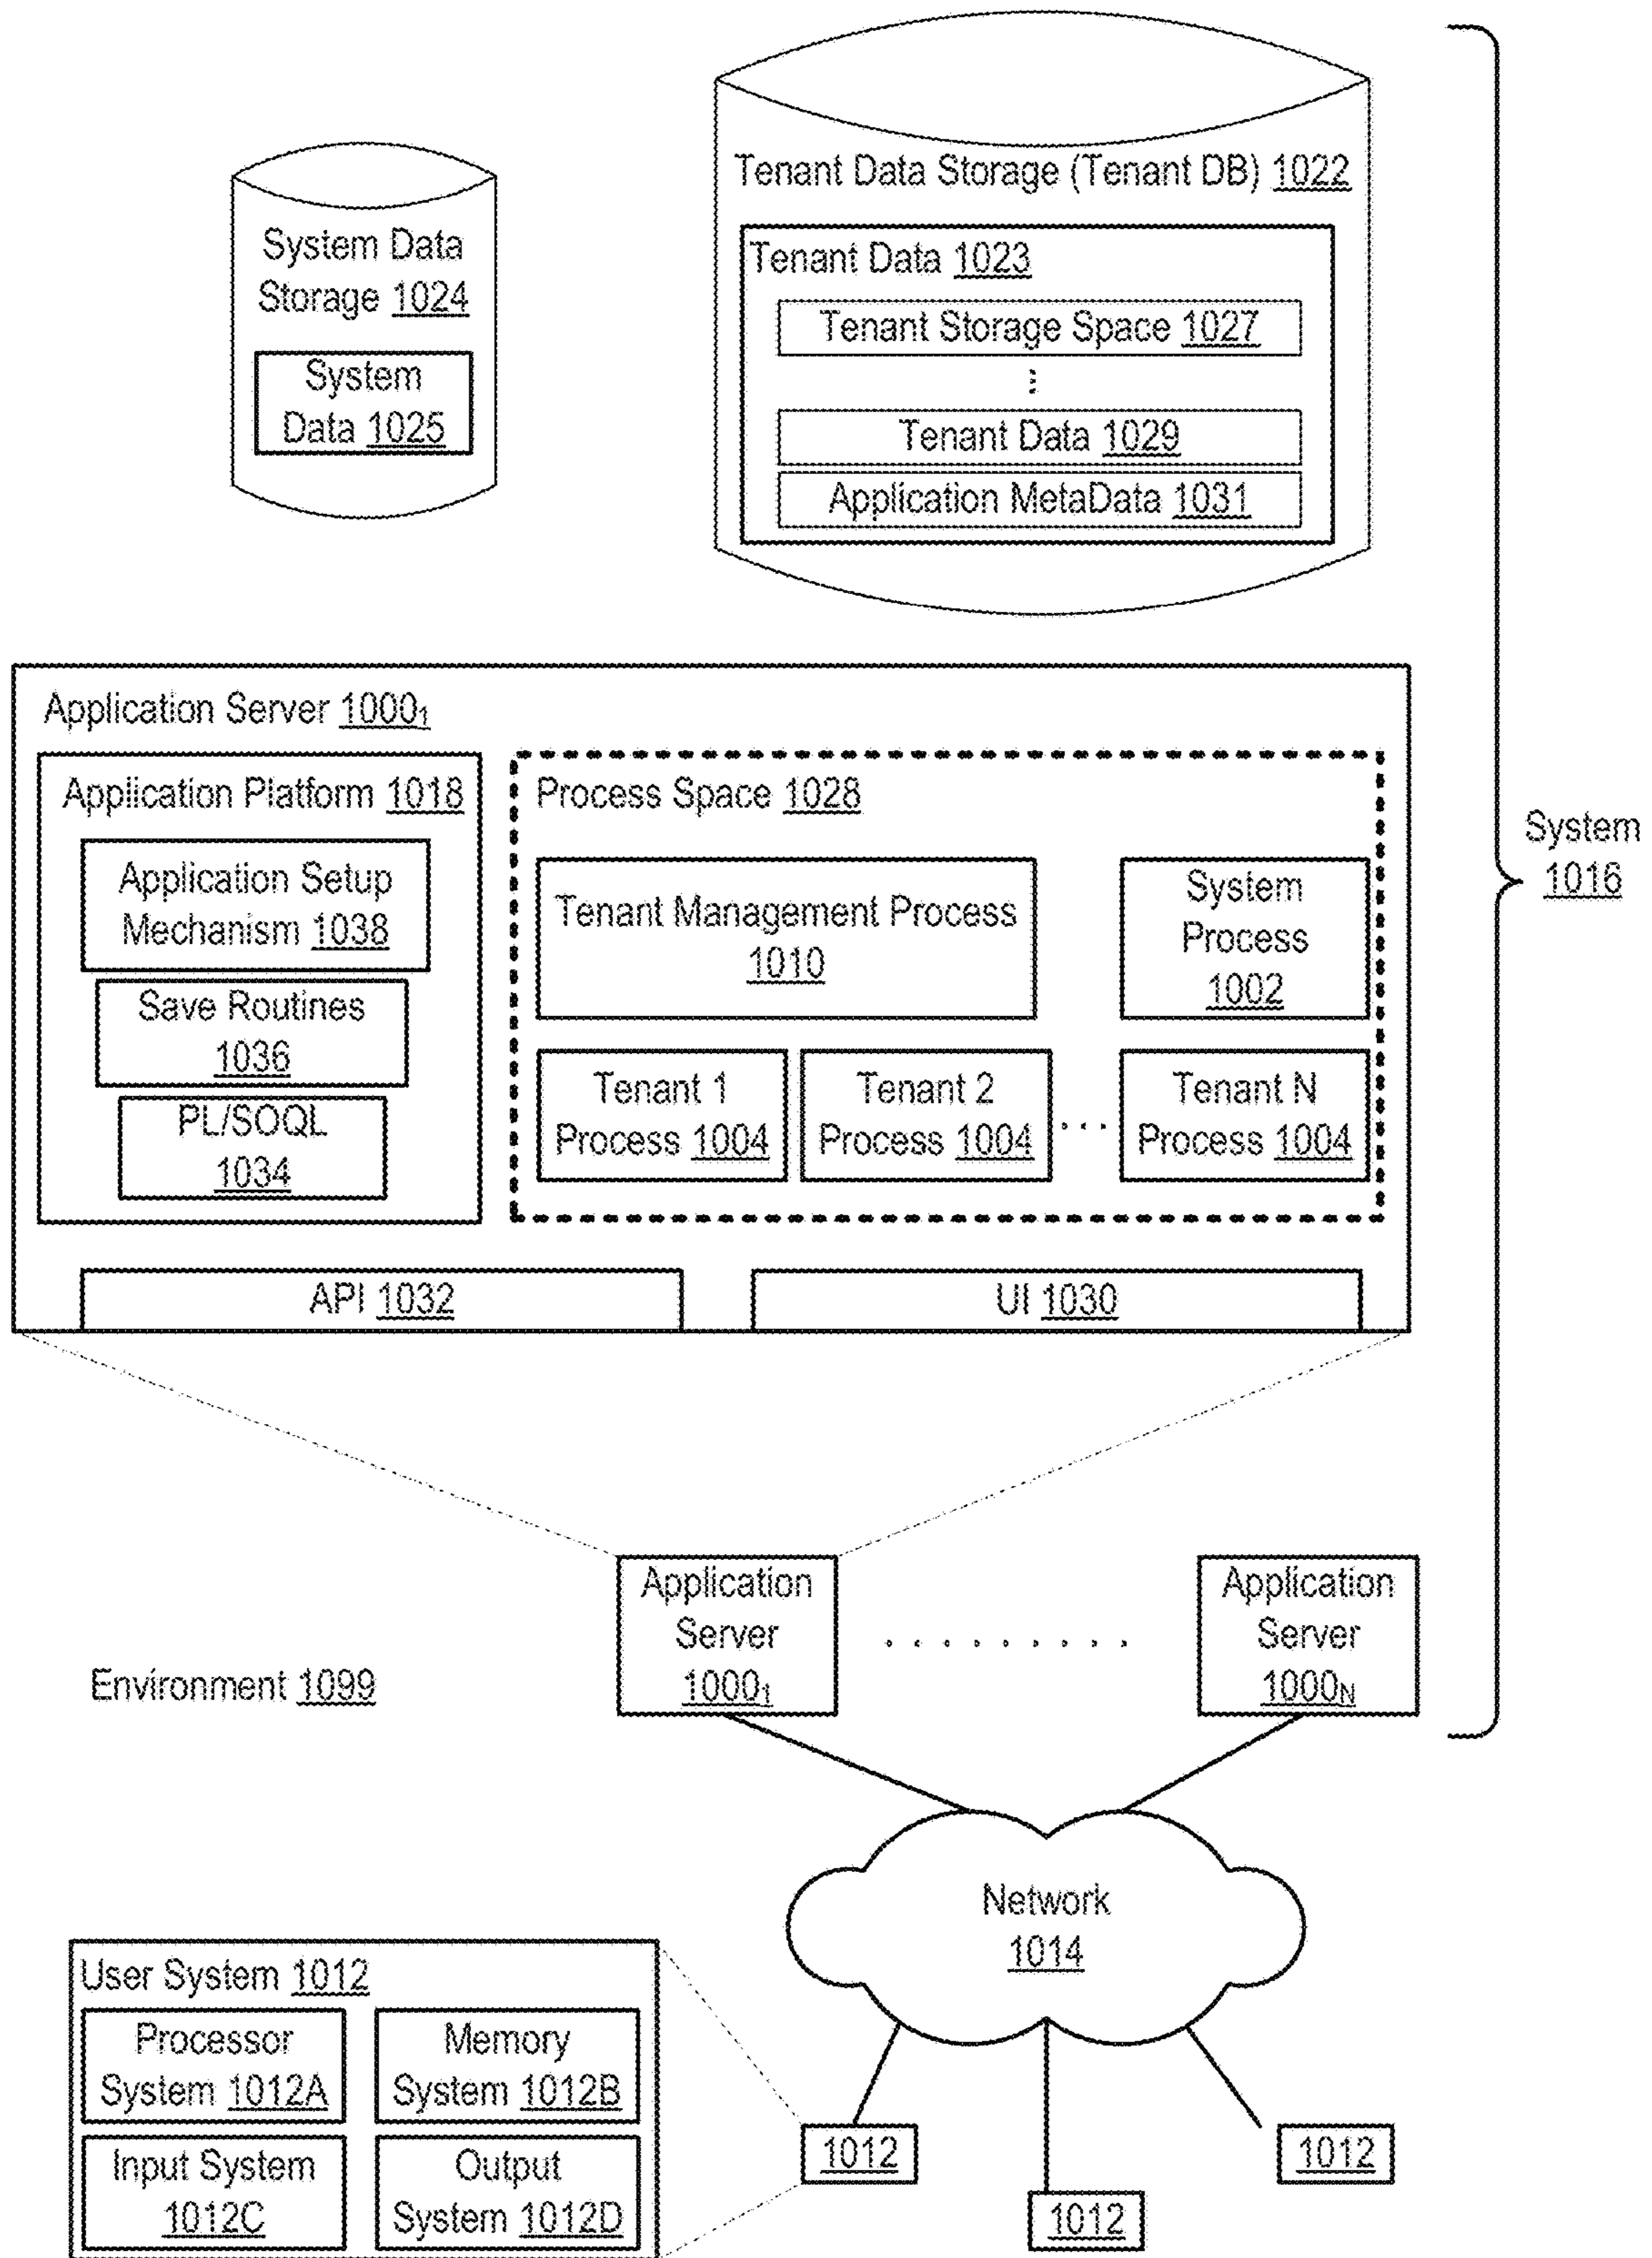 Tenant Data Storage (Tenant DB) 1022
System Data
Storage 1024
System
Data 1025
Tenant Data 1023
Tenant Storage Space 1027
Tenant Data 1029
Application MetaData 1031
System
1016
Application Server 1000₁
Application Platform 1018
Application Setup
Mechanism 1038
Save Routines
1036
PL/SOQL
1034
Process Space 1028
Tenant Management Process
1010
System
Process
1002
Tenant 1
Process 1004
Tenant 2
Process 1004
Tenant N
Process 1004
API 1032
UI 1030
Application
Server
1000₁
Application
Server
1000N
Environment 1099
Network
1014
User System 1012
Processor
System 1012A
Memory
System 1012B
Input System
1012C
Output
System 1012D
1012
1012
1012